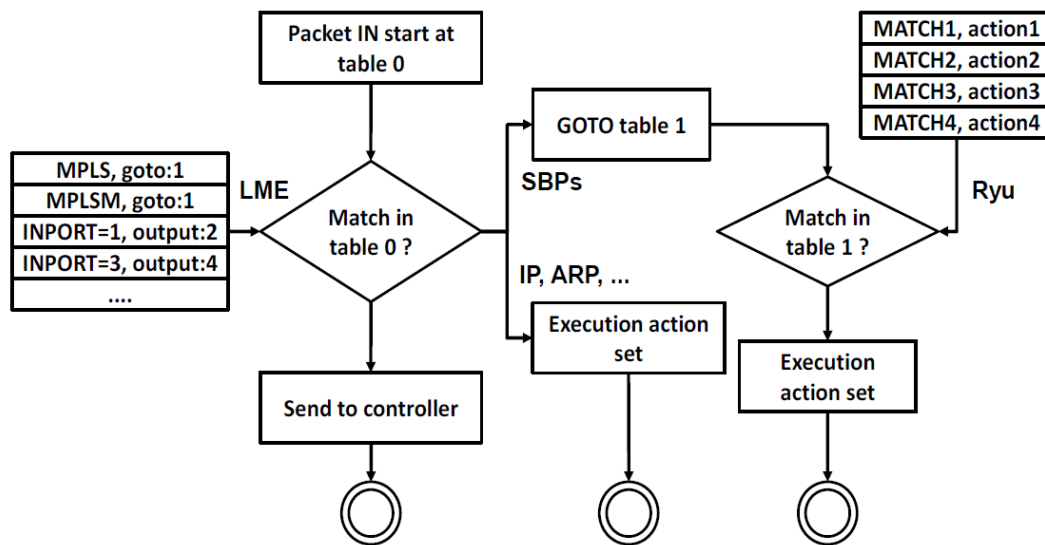 Packet IN start at
table 0
MATCH1, action1
MATCH2, action2
MATCH3, action3
MATCH4, action4
GOTO table 1
MPLS, goto:1
MPLSM, goto:1
INPORT=1, output:2
INPORT=3, output:4
....
LME
Match in
table 0 ?
SBPs
Match in
table 1 ?
Ryu
IP, ARP, ...
Execution action
set
Execution
action set
Send to controller